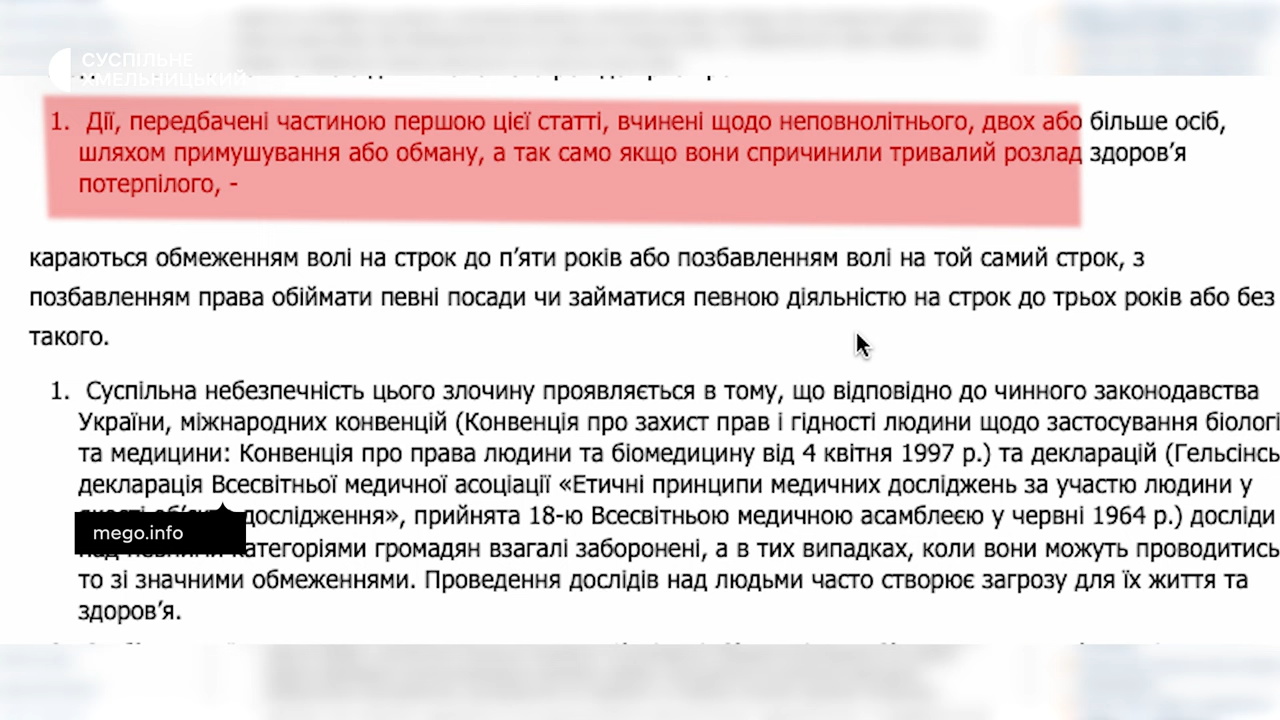 СУСПІЛЬНЕ
ХМЕЛЬНИЦЬКИЙ
1. Дії, передбачені частиною першою цієї статті, вчинені щодо неповнолітнього, двох або більше осіб,
шляхом примушування або обману, а так само якщо вони спричинили тривалий розлад здоров’я
потерпілого, -
караються обмеженням волі на строк до п’яти років або позбавленням волі на той самий строк, з
позбавленням права обіймати певні посади чи займатися певною діяльністю на строк до трьох років або без
такого.
1. Суспільна небезпечність цього злочину проявляється в тому, що відповідно до чинного законодавства
України, міжнародних конвенцій (Конвенція про захист прав і гідності людини щодо застосування біологі
та медицини: Конвенція про права людини та біомедицину від 4 квітня 1997 р.) та декларацій (Гельсінсь
декларація Всесвітньої медичної асоціації «Етичні принципи медичних досліджень за участю людини у
дослідження», прийнята 18-ю Всесвітньою медичною асамблеєю у червні 1964 р.) досліди
mego.info
категоріями громадян взагалі заборонені, а в тих випадках, коли вони можуть проводитись
то зі значними обмеженнями. Проведення дослідів над людьми часто створює загрозу для їх життя та
здоров’я.